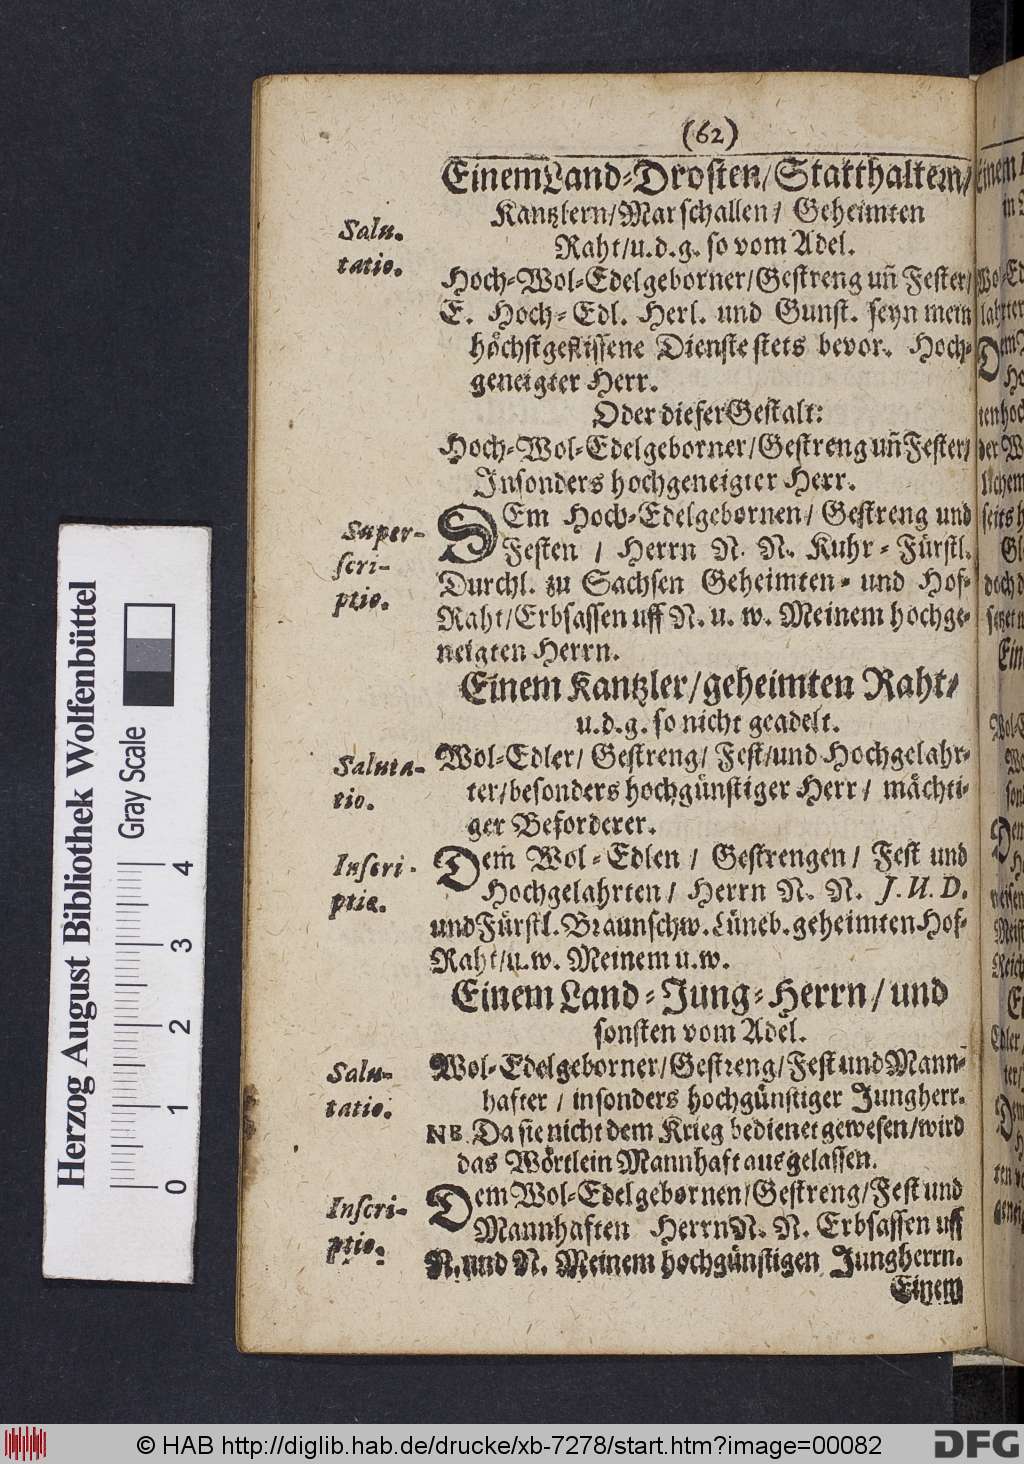 (62)
Einem Land-Drosten/Statthaltern/
Kantzlern/Marschallen/ Geheimten
Raht/u.d.g. so vom Adel.
Salu-
tatio.
Hoch-Wol-Edelgeborner/Gestreng uñ Fester/
E. Hoch-Edl. Herl. und Gunst. seyn mein
höchstgeflissene Dienste stets bevor. Hoch-
geneigter Herr.
Oder dieser Gestalt:
Hoch-Wol-Edelgeborner/Gestreng uñ Fester/
Insonders hochgeneigter Herr.
Super-
scri-
ptio.
DEm Hoch-Edelgebornen/ Gestreng und
Festen / Herrn N. N. Kuhr-Fürstl.
Durchl. zu Sachsen Geheimten- und Hof-
Raht/Erbsassen uff N. u. w. Meinem hochge-
neigten Herrn.
Einem Kantzler/geheimten Raht-
u.d.g. so nicht geadelt.
Saluta-
tio.
Wol-Edler/ Gestreng/ Fest/und Hochgelahr-
ter/besonders hochgünstiger Herr/ mächti-
ger Beforderer.
Inscri-
ptio.
Dem Wol-Edlen / Gestrengen/ Fest und
Hochgelahrten/ Herrn N. N. J. U. D.
und Fürstl. Braunschw. Lüneb. geheimten Hof-
Raht/u.w. Meinem u.w.
Einem Land-Jung-Herrn/und
sonsten vom Adel.
Salu-
tatio.
Wol-Edelgeborner/Gestreng/Fest und Mann-
hafter / insonders hochgünstiger Jungherr.
NB. Da sie nicht dem Krieg bedienet gewesen/wird
das Wörtlein Mannhaft ausgelassen.
Inscri-
ptio.
Dem Wol-Edelgebornen/Gestreng/Fest und
Mannhaften Herrn N. N. Erbsassen uff
N. und N. Meinem hochgünstigen Jungherrn.
Einem
Herzog August Bibliothek Wolfenbüttel
Gray Scale
0 1 2 3 4
© HAB http://diglib.hab.de/drucke/xb-7278/start.htm?image=00082
DFG